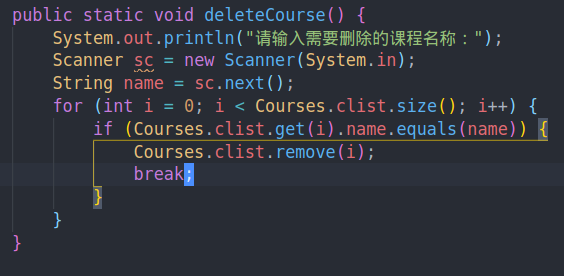 public static void deleteCourse() {
System.out.println("请输入需要删除的课程名称：");
Scanner sc = new Scanner(System.in);
String name = sc.next();
for (int i = 0; i < Courses.clist.size(); i++) {
if (Courses.clist.get(i).name.equals(name)) {
Courses.clist.remove(i);
break;
}
}
}